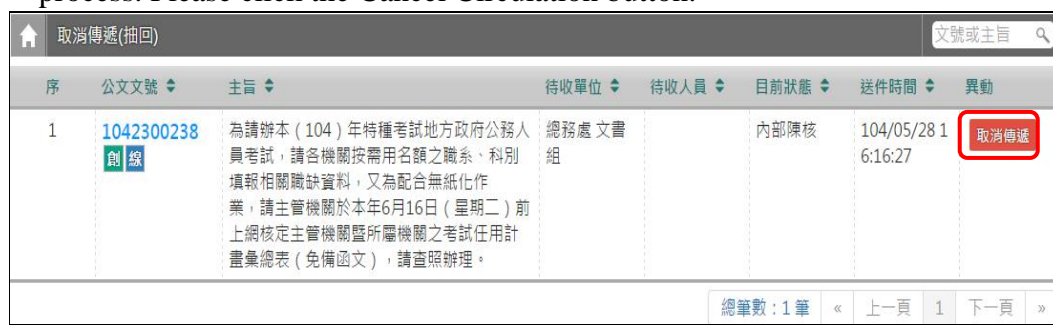 process. Please click the Cancel Circulation button.
取消傳遞(抽回)
文號或主旨
序 公文文號 主旨 待收單位 待收人員 目前狀態 送件時間 異動
1 1042300238 為請辦本(104)年特種考試地方政府公務人 總務處 文書 內部陳核 104/05/28 1 取消傳遞
創 線 員考試，請各機關按需用名額之職系、科別 組 6:16:27
填報相關職缺資料，又為配合無紙化作
業，請主管機關於本年6月16日(星期二)前
上網核定主管機關暨所屬機關之考試任用計
畫彙總表(免備函文)，請查照辦理。
總筆數：1 筆 « 上一頁 1 下一頁 »